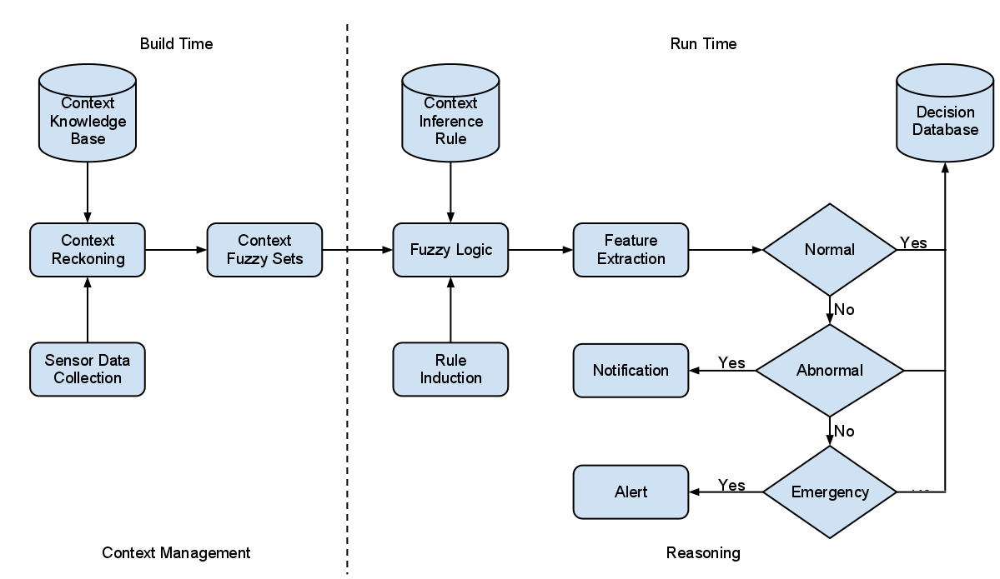 Build Time
Run Time
Context
Knowledge
Base
Context
Inference
Rule
Decision
Database
Context
Reckoning
Context
Fuzzy Sets
Fuzzy Logic
Feature
Extraction
Normal
Yes
No
Sensor Data
Collection
Rule
Induction
Notification
Yes
Abnormal
No
Alert
Yes
Emergency
Context Management
Reasoning